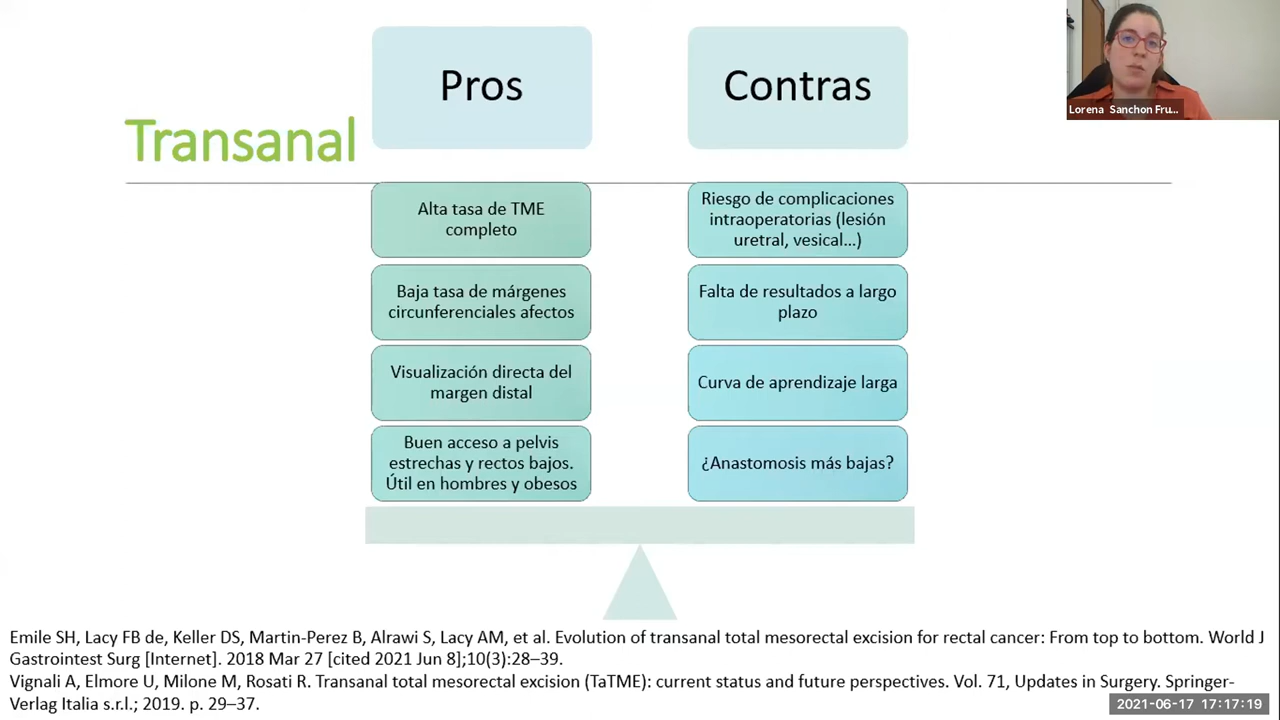 Pros
Contras
Lorena Sanchon Fru...
Transanal
Alta tasa de TME
completo
Baja tasa de márgenes
circunferenciales afectos
Visualización directa del
margen distal
Buen acceso a pelvis
estrechas y rectos bajos.
Útil en hombres y obesos
Riesgo de complicaciones
intraoperatorias (lesión
uretral, vesical...)
Falta de resultados a largo
plazo
Curva de aprendizaje larga
¿Anastomosis más bajas?
Emile SH, Lacy FB de, Keller DS, Martin-Perez B, Alrawi S, Lacy AM, et al. Evolution of transanal total mesorectal excision for rectal cancer: From top to bottom. World J
Gastrointest Surg [Internet]. 2018 Mar 27 [cited 2021 Jun 8];10(3):28–39.
Vignali A, Elmore U, Milone M, Rosati R. Transanal total mesorectal excision (TaTME): current status and future perspectives. Vol. 71, Updates in Surgery. Springer-
Verlag Italia s.r.l.; 2019. p. 29–37.
2021-06-17 17:17:19